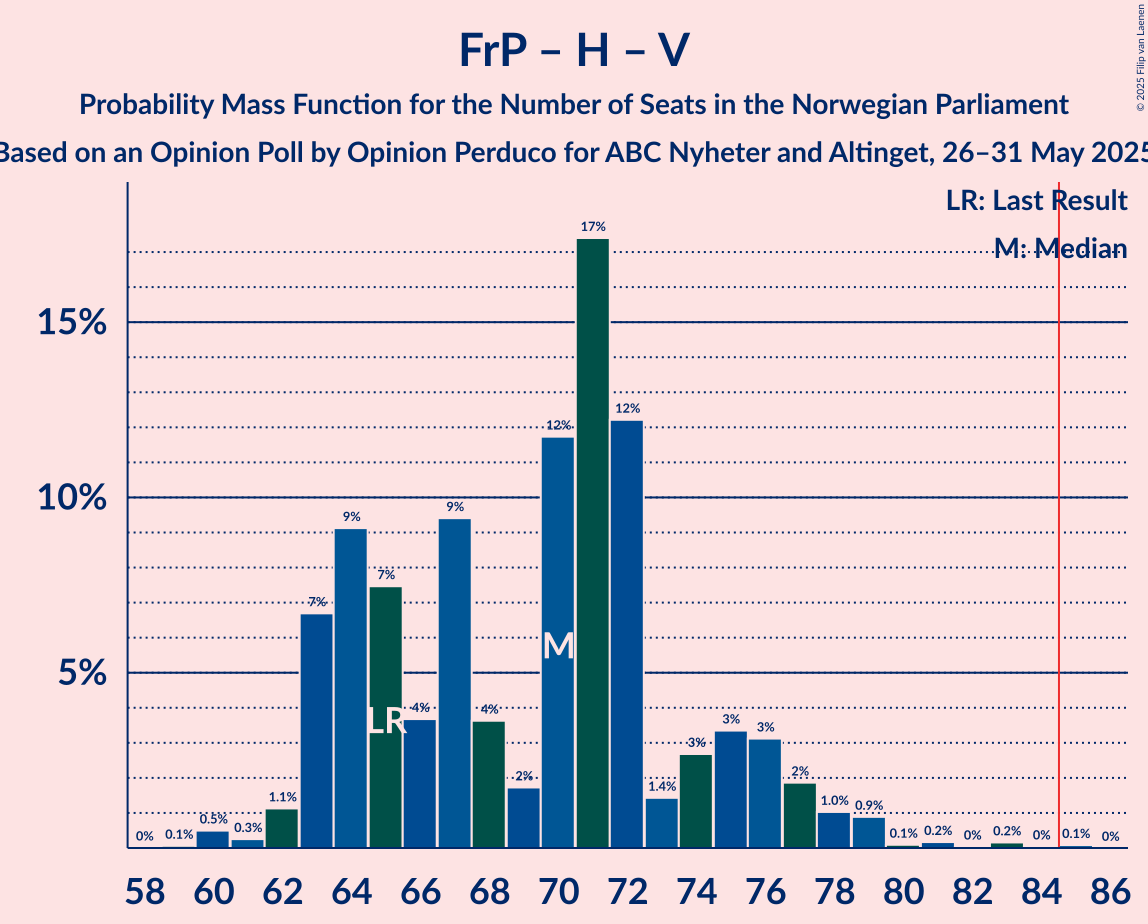 FrP – H – V
Probability Mass Function for the Number of Seats in the Norwegian Parliament
Based on an Opinion Poll by Opinion Perduco for ABC Nyheter and Altinget, 26–31 May 2025
© 2025 Filip van Laenen
LR: Last Result
M: Median
15%
10%
5%
0% 0.1% 0.5% 0.3% 1.1% 7% 9% 7% 4% 9% 4% 2% 12% 17% 12% 1.4% 3% 3% 3% 2% 1.0% 0.9% 0.1% 0.2% 0% 0.2% 0% 0.1% 0%
LR
M
58 60 62 64 66 68 70 72 74 76 78 80 82 84 86